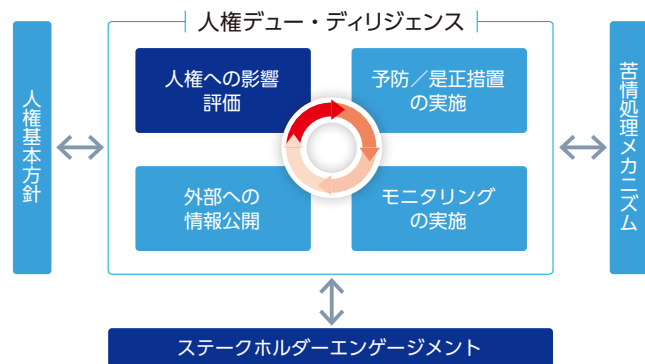 人権デュー・ディリジェンス
人権基本方針
人権への影響
評価
予防／是正措置
の実施
外部への
情報公開
モニタリング
の実施
苦情処理メカニズム
ステークホルダーエンゲージメント